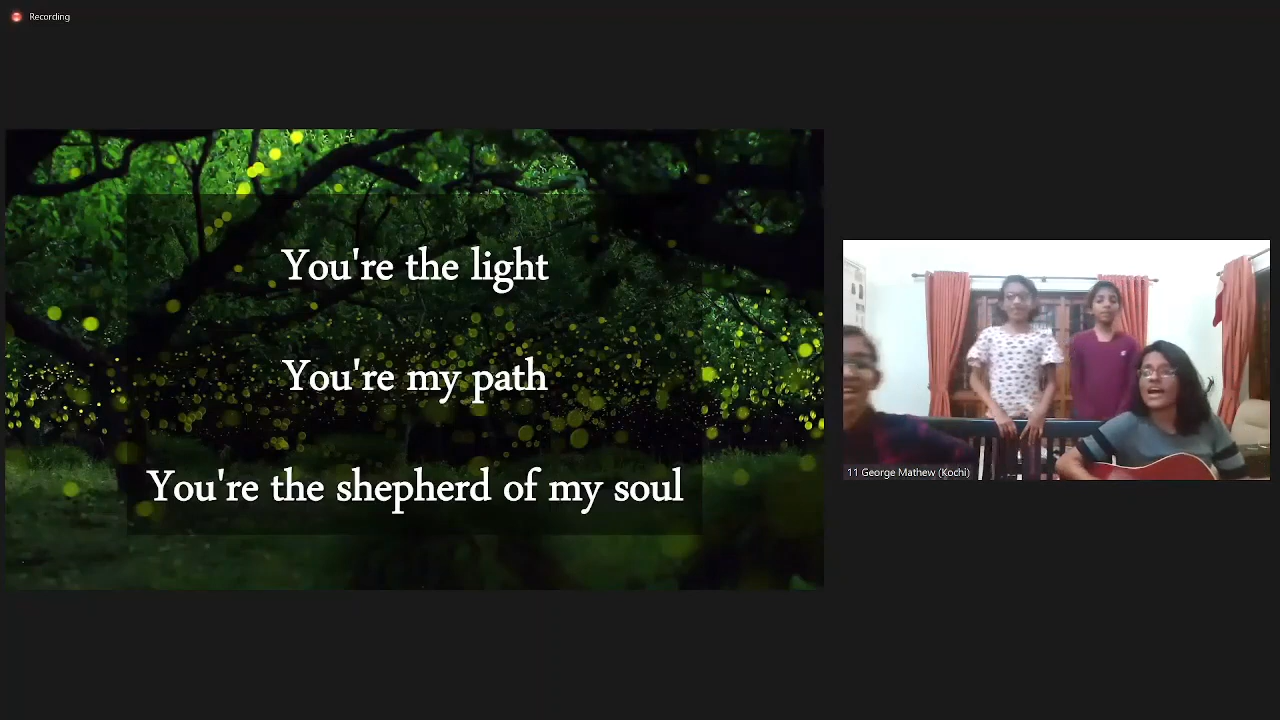 Recording
You're the light
You're my path
You're the shepherd of my soul
11 George Mathew (Kochi)